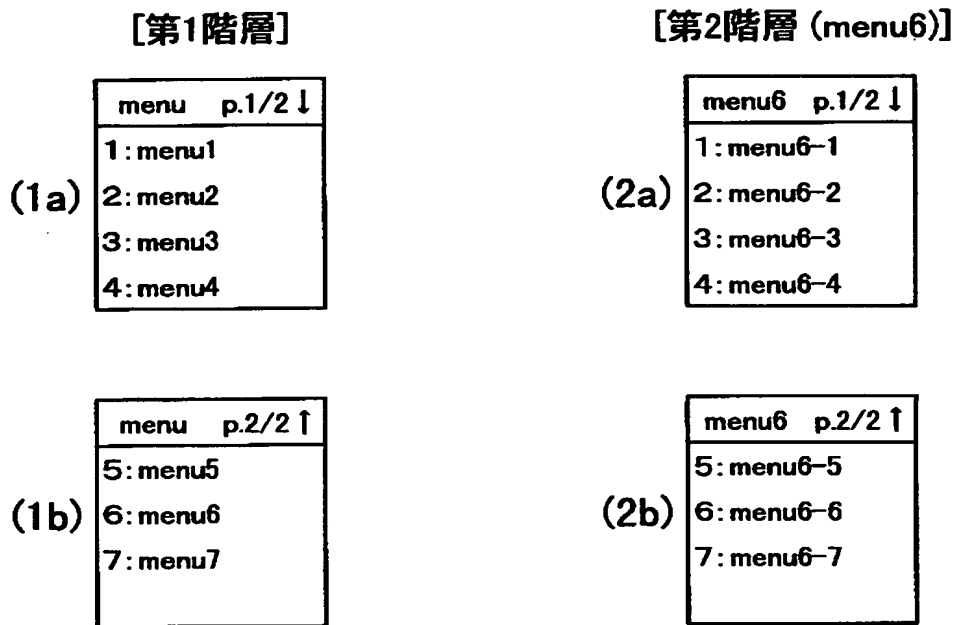 [第1階層]
[第2階層 (menu6)]
(1a)
menu p.1/2 ↓
1:menu1
2:menu2
3:menu3
4:menu4
(2a)
menu6 p.1/2 ↓
1:menu6-1
2:menu6-2
3:menu6-3
4:menu6-4
(1b)
menu p.2/2 ↑
5:menu5
6:menu6
7:menu7
(2b)
menu6 p.2/2 ↑
5:menu6-5
6:menu6-6
7:menu6-7